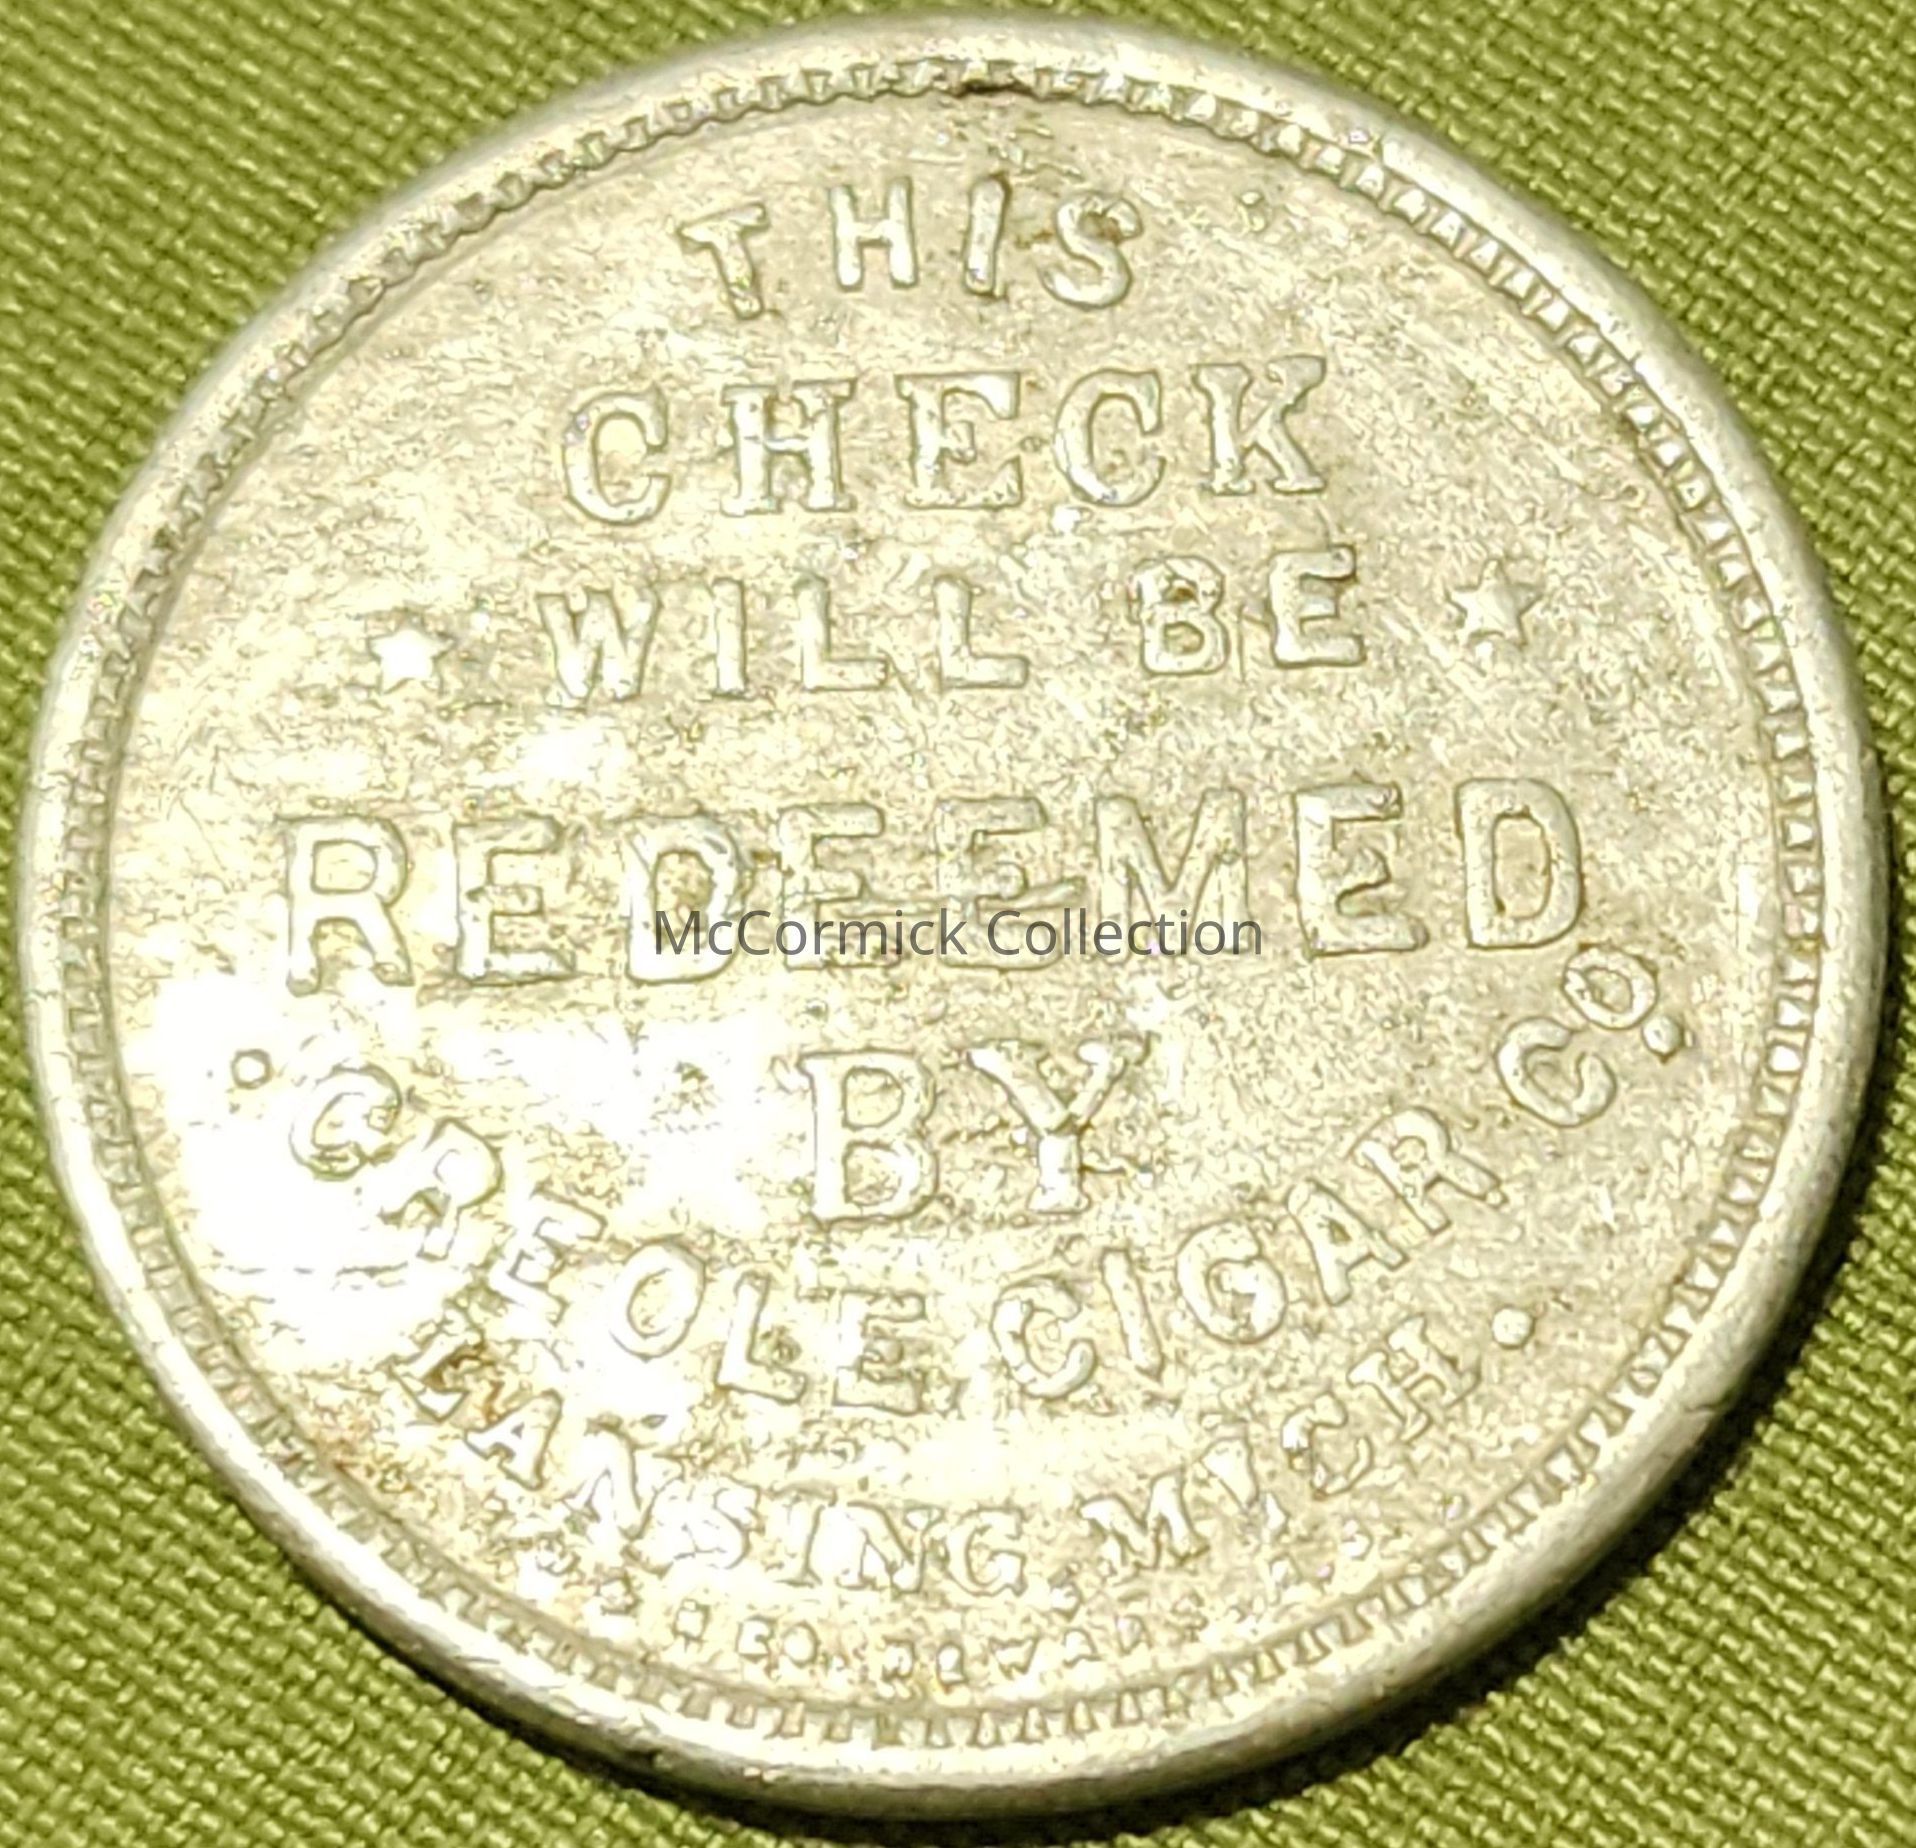 THIS
CHECK
WILL BE
REDEEMED
McCormick Collection
BY
CREOLE CIGAR CO.
LANSING, MICH.